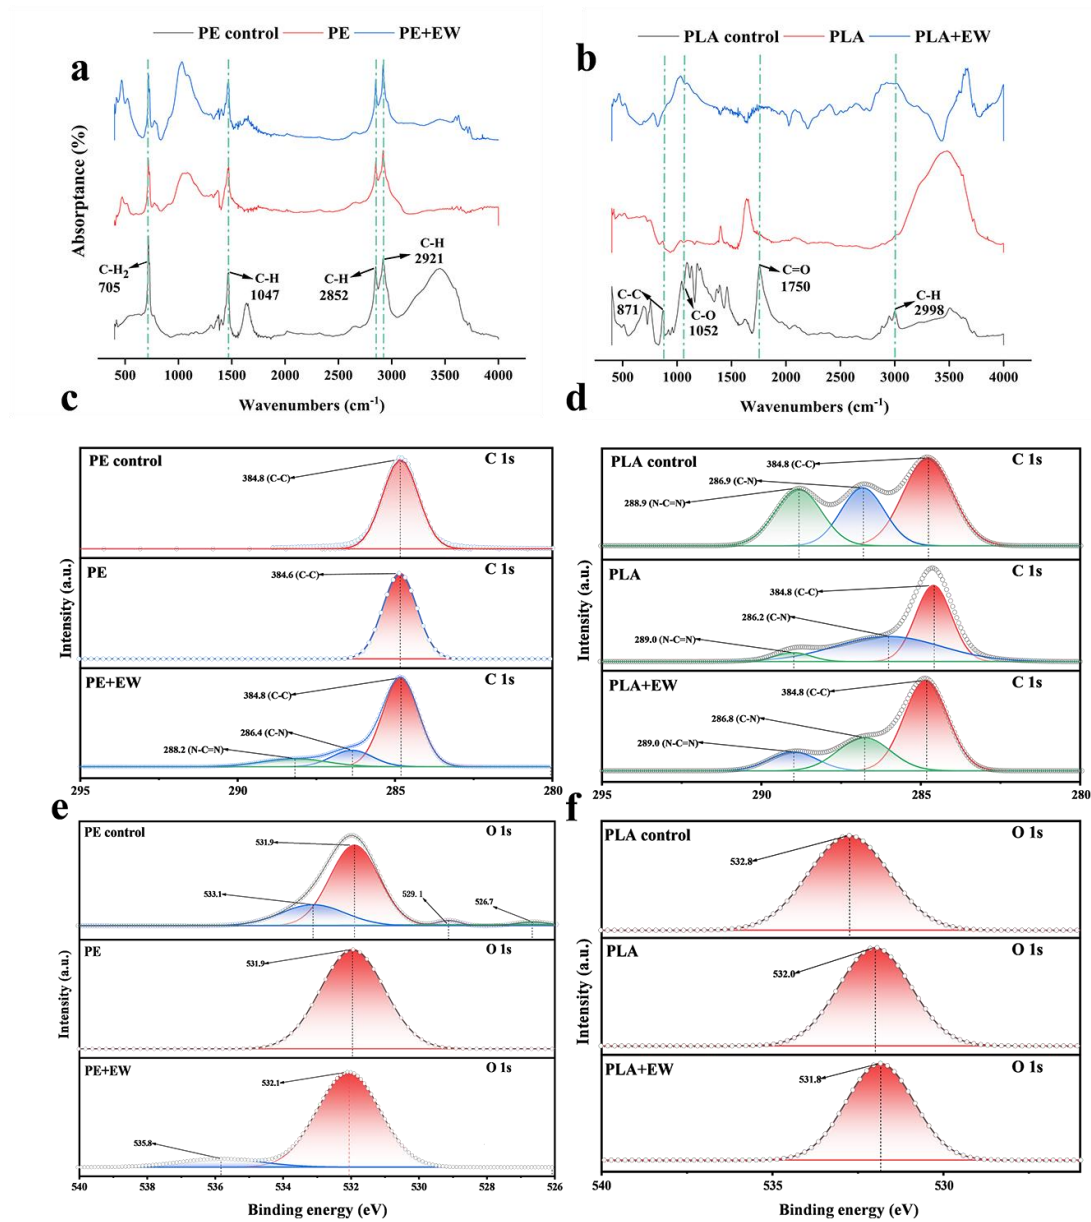 PE control PE PE+EW
a
Absorptance (%)
C-H2
705
C-H
1047
C-H
2852
C-H
2921
500 1000 1500 2000 2500 3000 3500 4000
Wavenumbers (cm-1)
PLA control PLA PLA+EW
b
C-C
871
C-O
1052
C=O
1750
C-H
2998
500 1000 1500 2000 2500 3000 3500 4000
Wavenumbers (cm-1)
c
PE control
C 1s
384.8 (C-C)
PE
C 1s
384.6 (C-C)
PE+EW
C 1s
384.8 (C-C)
286.4 (C-N)
288.2 (N-C=N)
Intensity (a.u.)
295 290 285 280
d
PLA control
C 1s
384.8 (C-C)
286.9 (C-N)
288.9 (N-C=N)
PLA
C 1s
384.8 (C-C)
286.2 (C-N)
289.0 (N-C=N)
PLA+EW
C 1s
384.8 (C-C)
286.8 (C-N)
289.0 (N-C=N)
Intensity (a.u.)
295 290 285 280
e
PE control
O 1s
531.9
533.1
529.1
526.7
PE
O 1s
531.9
PE+EW
O 1s
532.1
535.8
Intensity (a.u.)
540 538 536 534 532 530 528 526
Binding energy (eV)
f
PLA control
O 1s
532.8
PLA
O 1s
532.0
PLA+EW
O 1s
531.8
Intensity (a.u.)
540 535 530
Binding energy (eV)